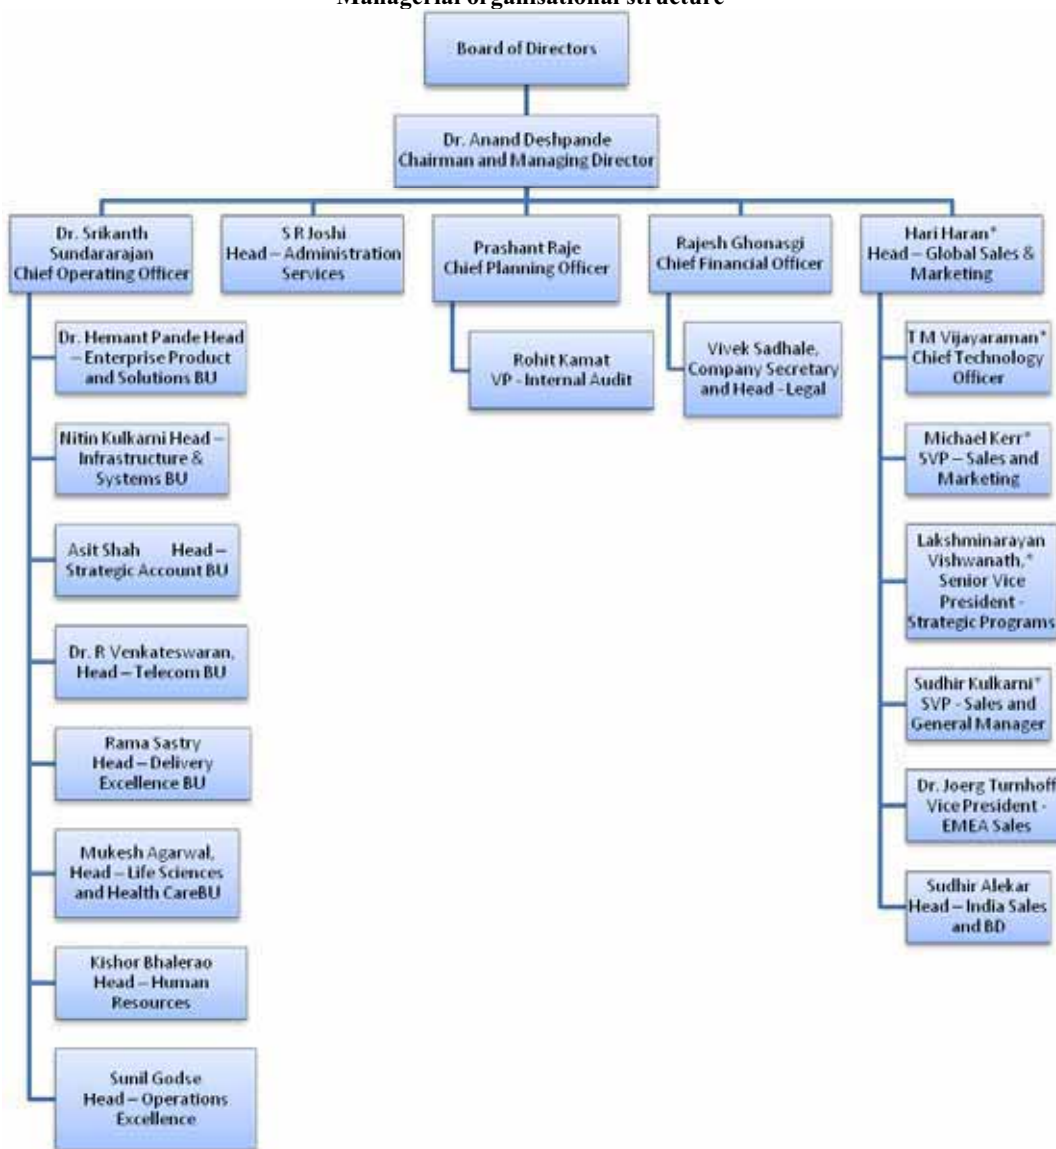 Managerial organisational structure
Board of Directors
Dr. Anand Deshpande
Chairman and Managing Director
Dr. Srikanth
Sundararajan
Chief Operating Officer
S R Joshi
Head – Administration
Services
Prashant Raje
Chief Planning Officer
Rajesh Ghonasgi
Chief Financial Officer
Hari Haran*
Head – Global Sales &
Marketing
Dr. Hemant Pande Head
– Enterprise Product
and Solutions BU
Nitin Kulkarni Head –
Infrastructure &
Systems BU
Asit Shah Head –
Strategic Account BU
Dr. R Venkateswaran,
Head – Telecom BU
Rama Sastry
Head – Delivery
Excellence BU
Mukesh Agarwal,
Head – Life Sciences
and Health CareBU
Kishor Bhalerao
Head – Human
Resources
Sunil Godse
Head – Operations
Excellence
Rohit Kamat
VP - Internal Audit
Vivek Sadhale,
Company Secretary
and Head - Legal
T M Vijayaraman*
Chief Technology
Officer
Michael Kerr*
SVP – Sales and
Marketing
Lakshminarayan
Vishwanath,*
Senior Vice
President -
Strategic Programs
Sudhir Kulkarni*
SVP - Sales and
General Manager
Dr. Joerg Turnhoff
Vice President -
EMEA Sales
Sudhir Alekar
Head – India Sales
and BD